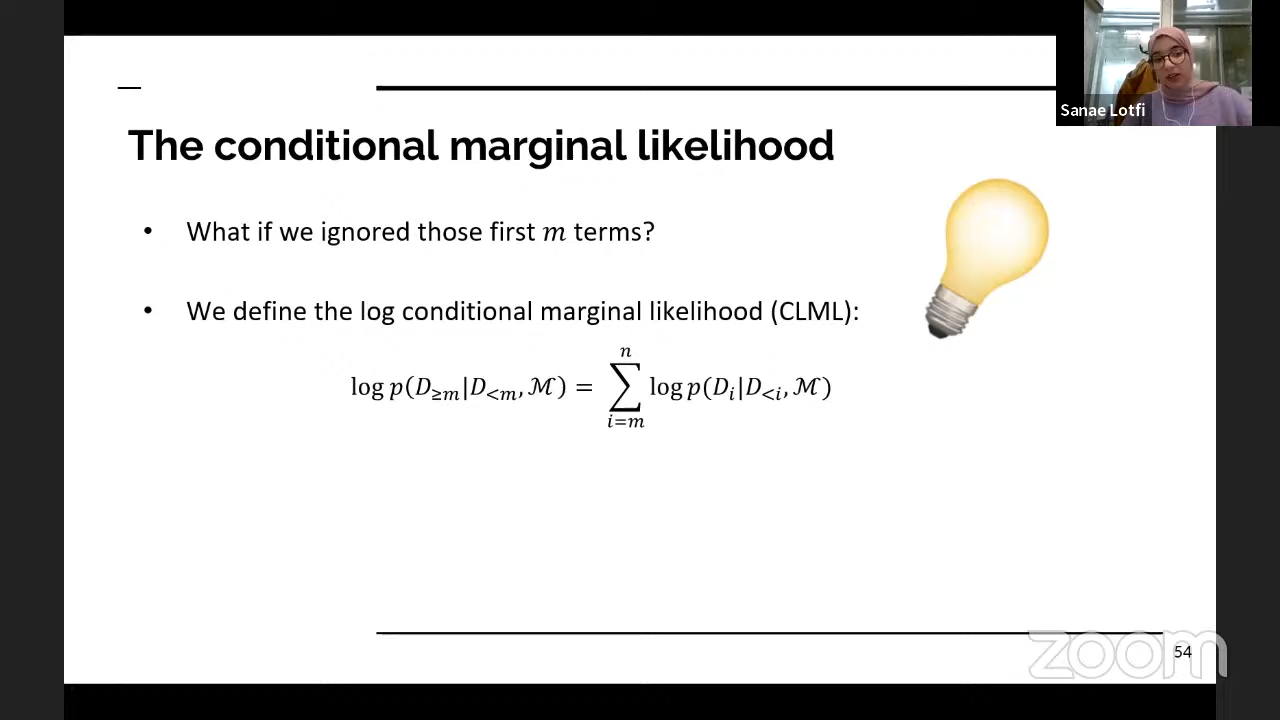 Sanae Lotfi
The conditional marginal likelihood
• What if we ignored those first m terms?
• We define the log conditional marginal likelihood (CLML):
log p(D≥m|D<m, ℳ) = ∑_{i=m}^{n} log p(D_i|D_{<i}, ℳ)
zoom
54